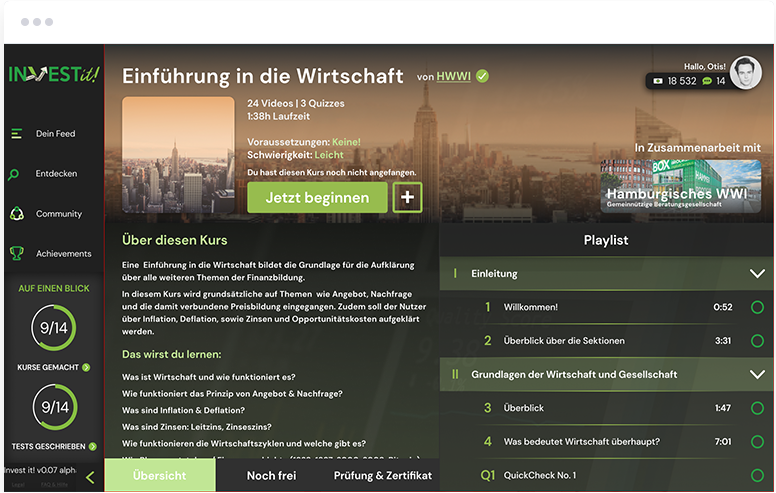 INVESTit!
Dein Feed
Entdecken
Community
Achievements
AUF EINEN BLICK
9/14
KURSE GEMACHT
9/14
TESTS GESCHRIEBEN
Invest it! v0.07 alph
Legal
Einführung in die Wirtschaft von HWWI
24 Videos | 3 Quizzes
1:38h Laufzeit
Voraussetzungen: Keine!
Schwierigkeit: Leicht
Du hast diesen Kurs noch nicht angefangen.
Jetzt beginnen
+
Hallo, Otis!
18 532 14
In Zusammenarbeit mit
BOX
Hamburgisches WWI
Gemeinnützige Beratungsgesellschaft
Über diesen Kurs
Eine Einführung in die Wirtschaft bildet die Grundlage für die Aufklärung
über alle weiteren Themen der Finanzbildung.
In diesem Kurs wird grundsätzliche auf Themen wie Angebot, Nachfrage
und die damit verbundene Preisbildung eingegangen. Zudem soll der Nutzer
über Inflation, Deflation, sowie Zinsen und Opportunitätskosten aufgeklärt
werden.
Das wirst du lernen:
Was ist Wirtschaft und wie funktioniert es?
Wie funktioniert das Prinzip von Angebot & Nachfrage?
Was sind Inflation & Deflation?
Was sind Zinsen: Leitzins, Zinseszins?
Wie funktionieren die Wirtschaftszyklen und welche gibt es?
Übersicht
Noch frei
Prüfung & Zertifikat
Playlist
I Einleitung
1 Willkommen! 0:52
2 Überblick über die Sektionen 3:31
II Grundlagen der Wirtschaft und Gesellschaft
3 Überblick 1:47
4 Was bedeutet Wirtschaft überhaupt? 7:01
Q1 QuickCheck No. 1